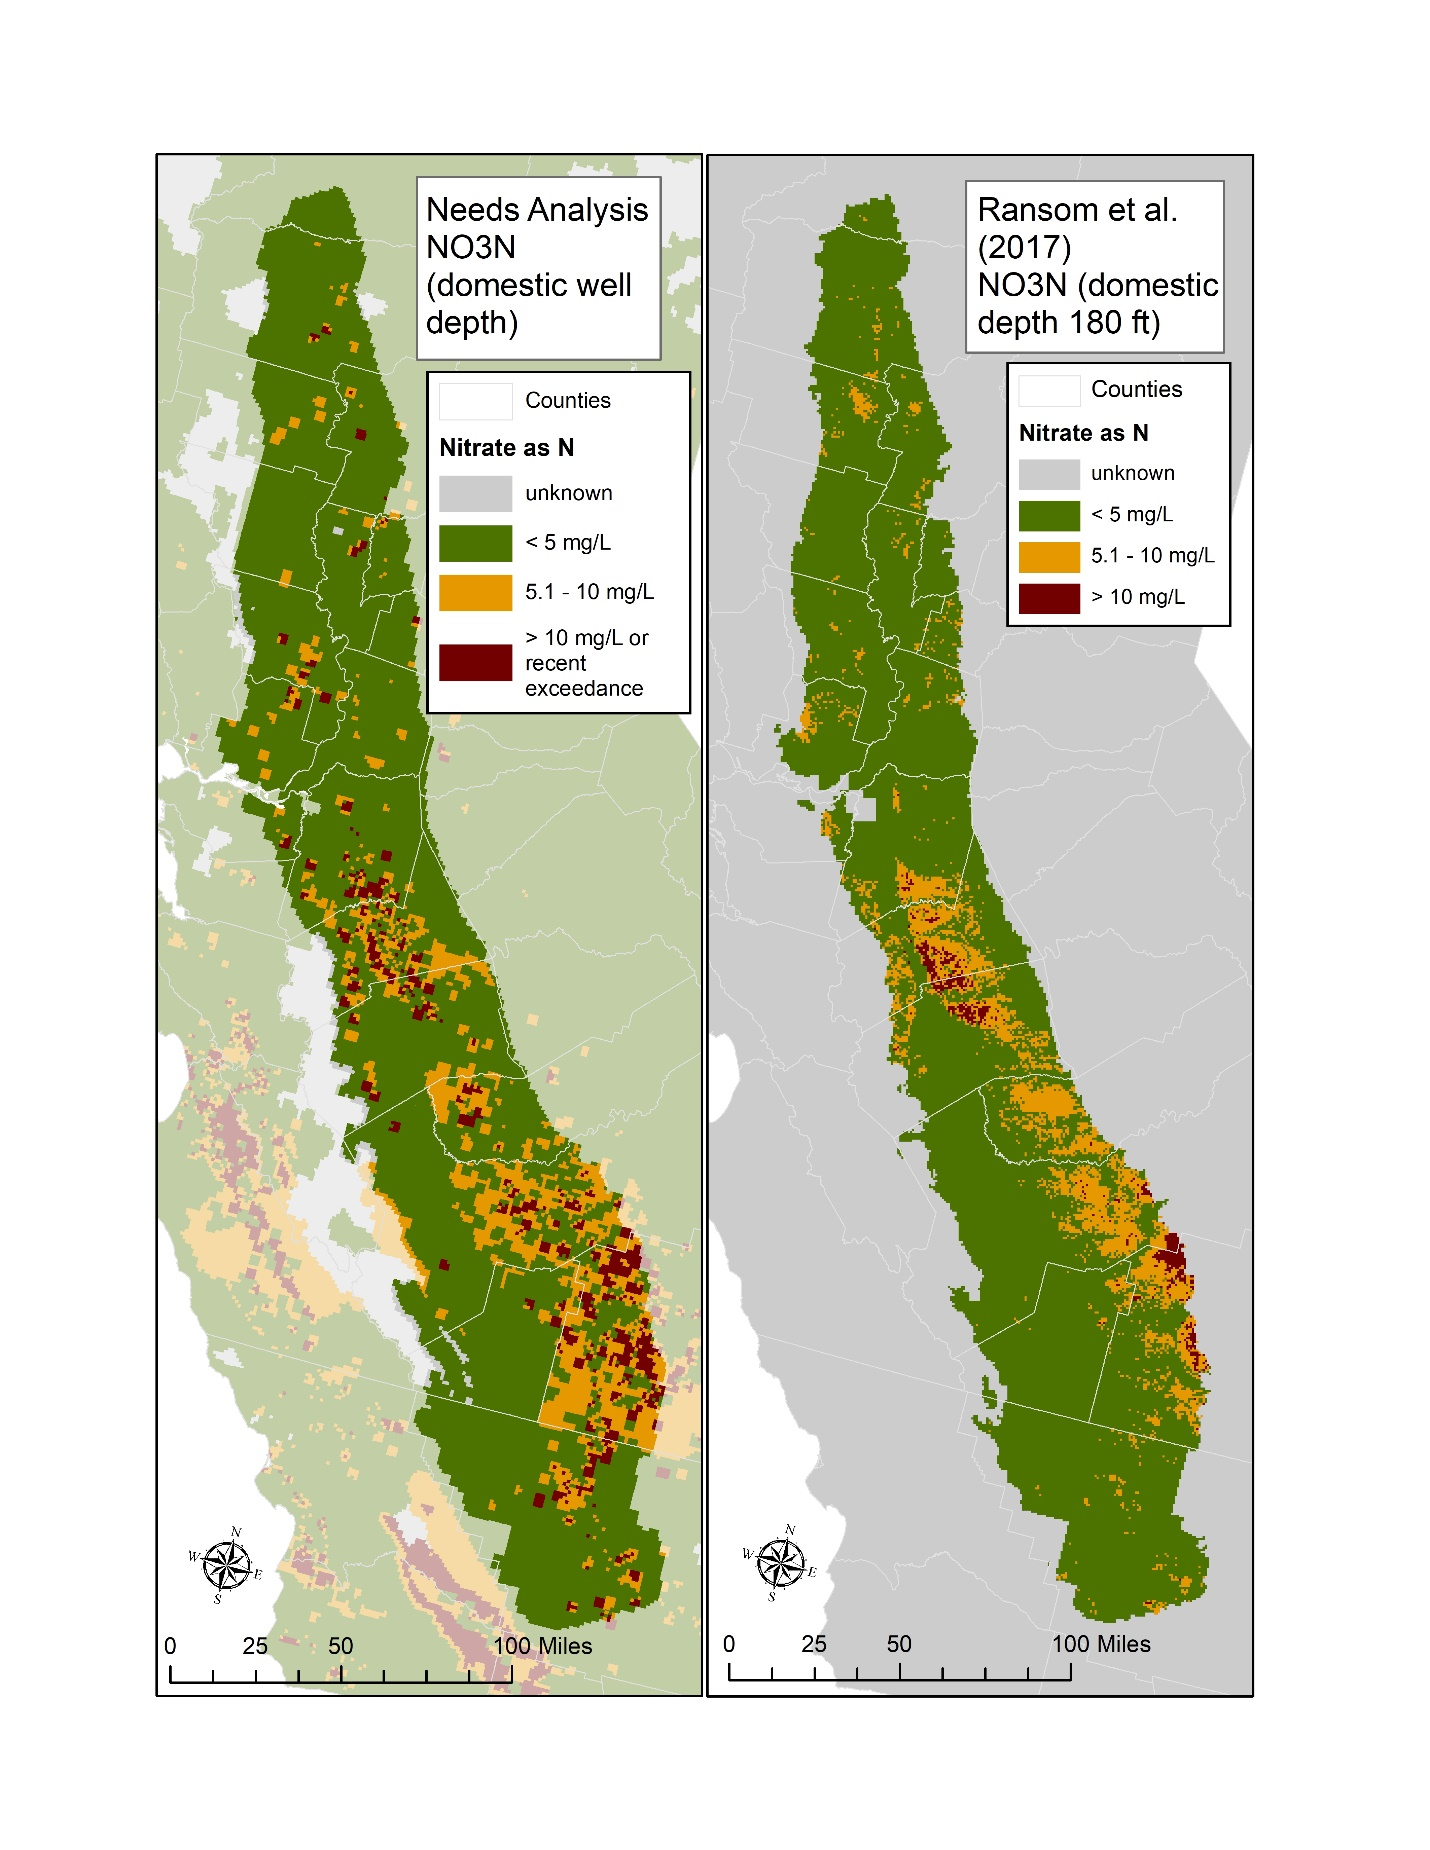 Needs Analysis
NO3N
(domestic well
depth)
Counties
Nitrate as N
unknown
< 5 mg/L
5.1 - 10 mg/L
> 10 mg/L or
recent
exceedance
N
W
E
S
0 25 50 100 Miles
Ransom et al.
(2017)
NO3N (domestic
depth 180 ft)
Counties
Nitrate as N
unknown
< 5 mg/L
5.1 - 10 mg/L
> 10 mg/L
N
W
E
S
0 25 50 100 Miles